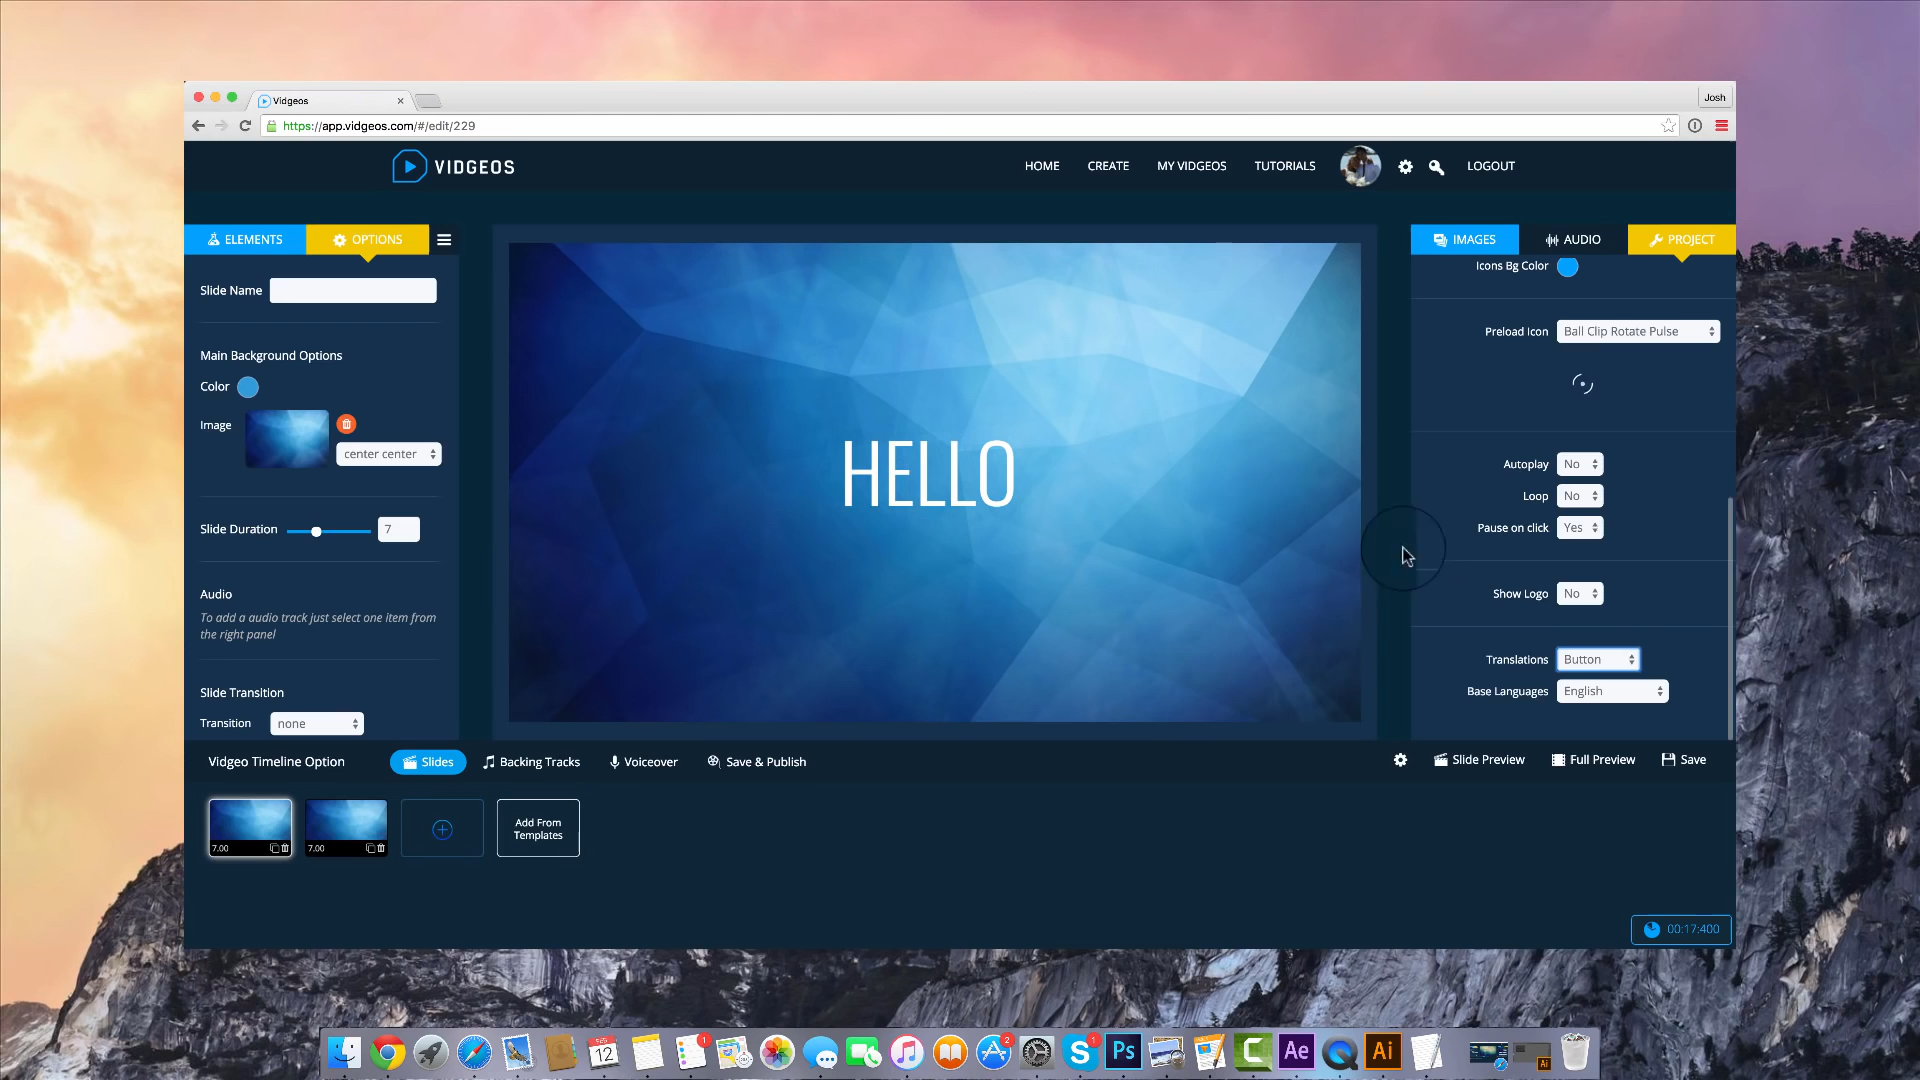 Vidgeos
Josh
https://app.vidgeos.com/#/edit/229
VIDGEOS
HOME
CREATE
MY VIDGEOS
TUTORIALS
LOGOUT
ELEMENTS
OPTIONS
IMAGES
AUDIO
PROJECT
Slide Name
Main Background Options
Color
Image
center center
Slide Duration
7
Audio
To add a audio track just select one item from
the right panel
Slide Transition
Transition
none
HELLO
Icons Bg Color
Preload Icon
Ball Clip Rotate Pulse
Autoplay
No
Loop
No
Pause on click
Yes
Show Logo
No
Translations
Button
Base Languages
English
Vidgeo Timeline Option
Slides
Backing Tracks
Voiceover
Save & Publish
Slide Preview
Full Preview
Save
7.00
7.00
Add From
Templates
00:17:400
FEB
12
1
2
S
1
Ps
C
Ae
Ai
Ai